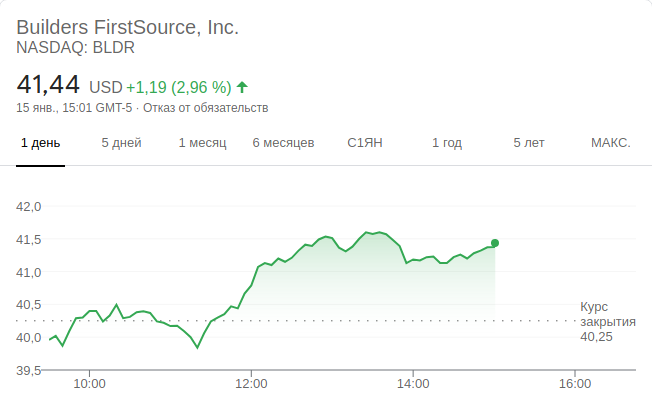 Builders FirstSource, Inc.
NASDAQ: BLDR
41,44 USD +1,19 (2,96 %)
15 янв., 15:01 GMT-5 · Отказ от обязательств
1 день 5 дней 1 месяц 6 месяцев С1ЯН 1 год 5 лет МАКС.
42,0
41,5
41,0
40,5
40,0
39,5
Курс
закрытия
40,25
10:00 12:00 14:00 16:00